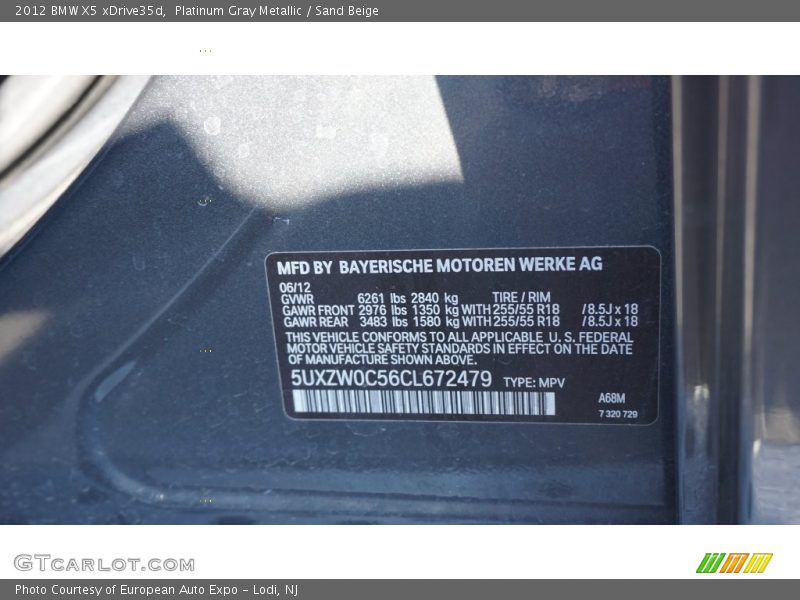 2012 BMW X5 xDrive35d, Platinum Gray Metallic / Sand Beige
MFD BY BAYERISCHE MOTOREN WERKE AG
06/12
GVWR 6261 lbs 2840 kg TIRE / RIM
GAWR FRONT 2976 lbs 1350 kg WITH 255/55 R18 /8.5J x 18
GAWR REAR 3483 lbs 1580 kg WITH 255/55 R18 /8.5J x 18
THIS VEHICLE CONFORMS TO ALL APPLICABLE U. S. FEDERAL
MOTOR VEHICLE SAFETY STANDARDS IN EFFECT ON THE DATE
OF MANUFACTURE SHOWN ABOVE.
5UXZW0C56CL672479 TYPE: MPV
A68M
7 320 729
GTCARLOT.COM
Photo Courtesy of European Auto Expo - Lodi, NJ